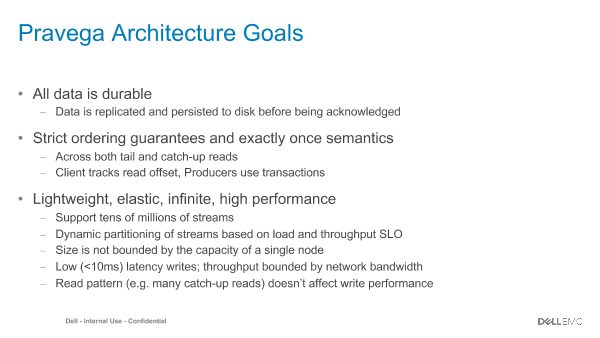 Pravega Architecture Goals
• All data is durable
– Data is replicated and persisted to disk before being acknowledged
• Strict ordering guarantees and exactly once semantics
– Across both tail and catch-up reads
– Client tracks read offset, Producers use transactions
• Lightweight, elastic, infinite, high performance
– Support tens of millions of streams
– Dynamic partitioning of streams based on load and throughput SLO
– Size is not bounded by the capacity of a single node
– Low (<10ms) latency writes; throughput bounded by network bandwidth
– Read pattern (e.g. many catch-up reads) doesn’t affect write performance
Dell - Internal Use - Confidential
DELLEMC